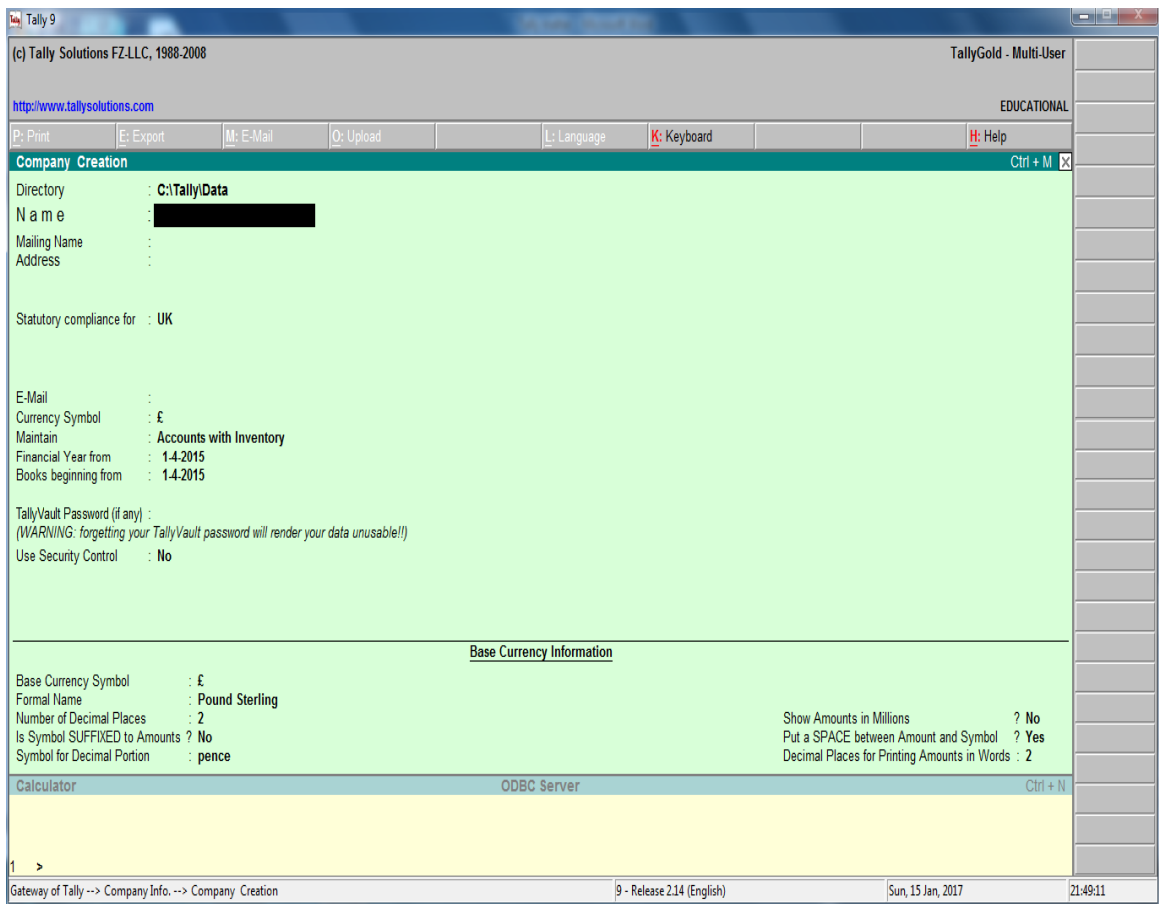 Tally 9
(c) Tally Solutions FZ-LLC, 1988-2008 TallyGold - Multi-User
http://www.tallysolutions.com EDUCATIONAL
P: Print E: Export M: E-Mail O: Upload L: Language K: Keyboard H: Help
Company Creation Ctrl + M X
Directory : C:\Tally\Data
Name :
Mailing Name :
Address :
Statutory compliance for : UK
E-Mail :
Currency Symbol : £
Maintain : Accounts with Inventory
Financial Year from : 1-4-2015
Books beginning from : 1-4-2015
TallyVault Password (if any) :
(WARNING: forgetting your TallyVault password will render your data unusable!!)
Use Security Control : No
Base Currency Information
Base Currency Symbol : £
Formal Name : Pound Sterling
Number of Decimal Places : 2 Show Amounts in Millions ? No
Is Symbol SUFFIXED to Amounts ? No Put a SPACE between Amount and Symbol ? Yes
Symbol for Decimal Portion : pence Decimal Places for Printing Amounts in Words : 2
Calculator ODBC Server Ctrl + N
1 >
Gateway of Tally --> Company Info. --> Company Creation 9 - Release 2.14 (English) Sun, 15 Jan, 2017 21:49:11